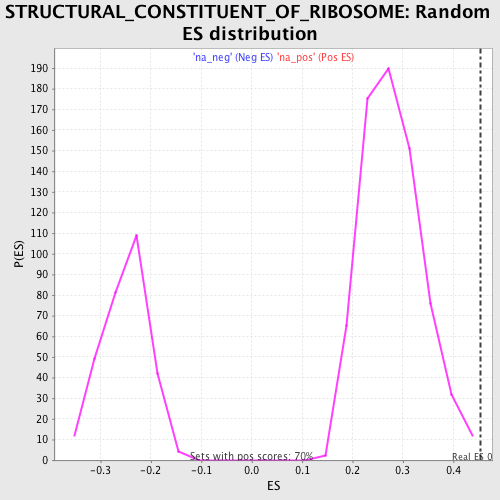 STRUCTURAL_CONSTITUENT_OF_RIBOSOME: Random
ES distribution
'na_neg' (Neg ES) 'na_pos' (Pos ES)
190
180
170
160
150
140
130
120
110
100
90
80
70
60
50
40
30
20
10
0
P(ES)
Sets with pos scores: 70%
Real ES 0
-0.3 -0.2 -0.1 0.0 0.1 0.2 0.3 0.4
ES